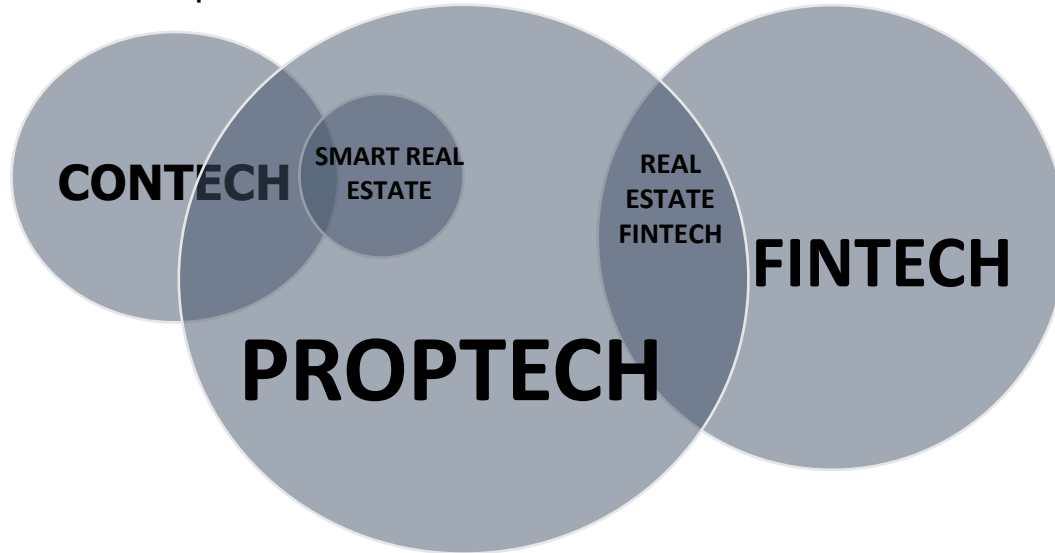 CONTECH
SMART REAL
ESTATE
REAL
ESTATE
FINTECH
FINTECH
PROPTECH